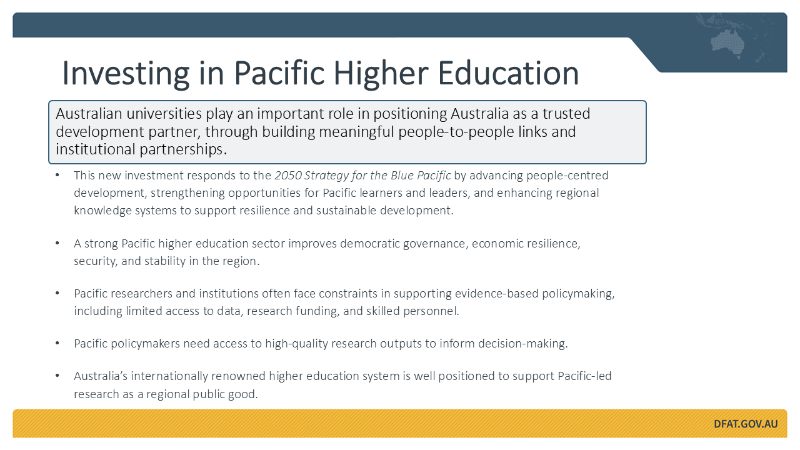 Investing in Pacific Higher Education
Australian universities play an important role in positioning Australia as a trusted
development partner, through building meaningful people-to-people links and
institutional partnerships.
• This new investment responds to the 2050 Strategy for the Blue Pacific by advancing people-centred
development, strengthening opportunities for Pacific learners and leaders, and enhancing regional
knowledge systems to support resilience and sustainable development.
• A strong Pacific higher education sector improves democratic governance, economic resilience,
security, and stability in the region.
• Pacific researchers and institutions often face constraints in supporting evidence-based policymaking,
including limited access to data, research funding, and skilled personnel.
• Pacific policymakers need access to high-quality research outputs to inform decision-making.
• Australia's internationally renowned higher education system is well positioned to support Pacific-led
research as a regional public good.
DFAT.GOV.AU